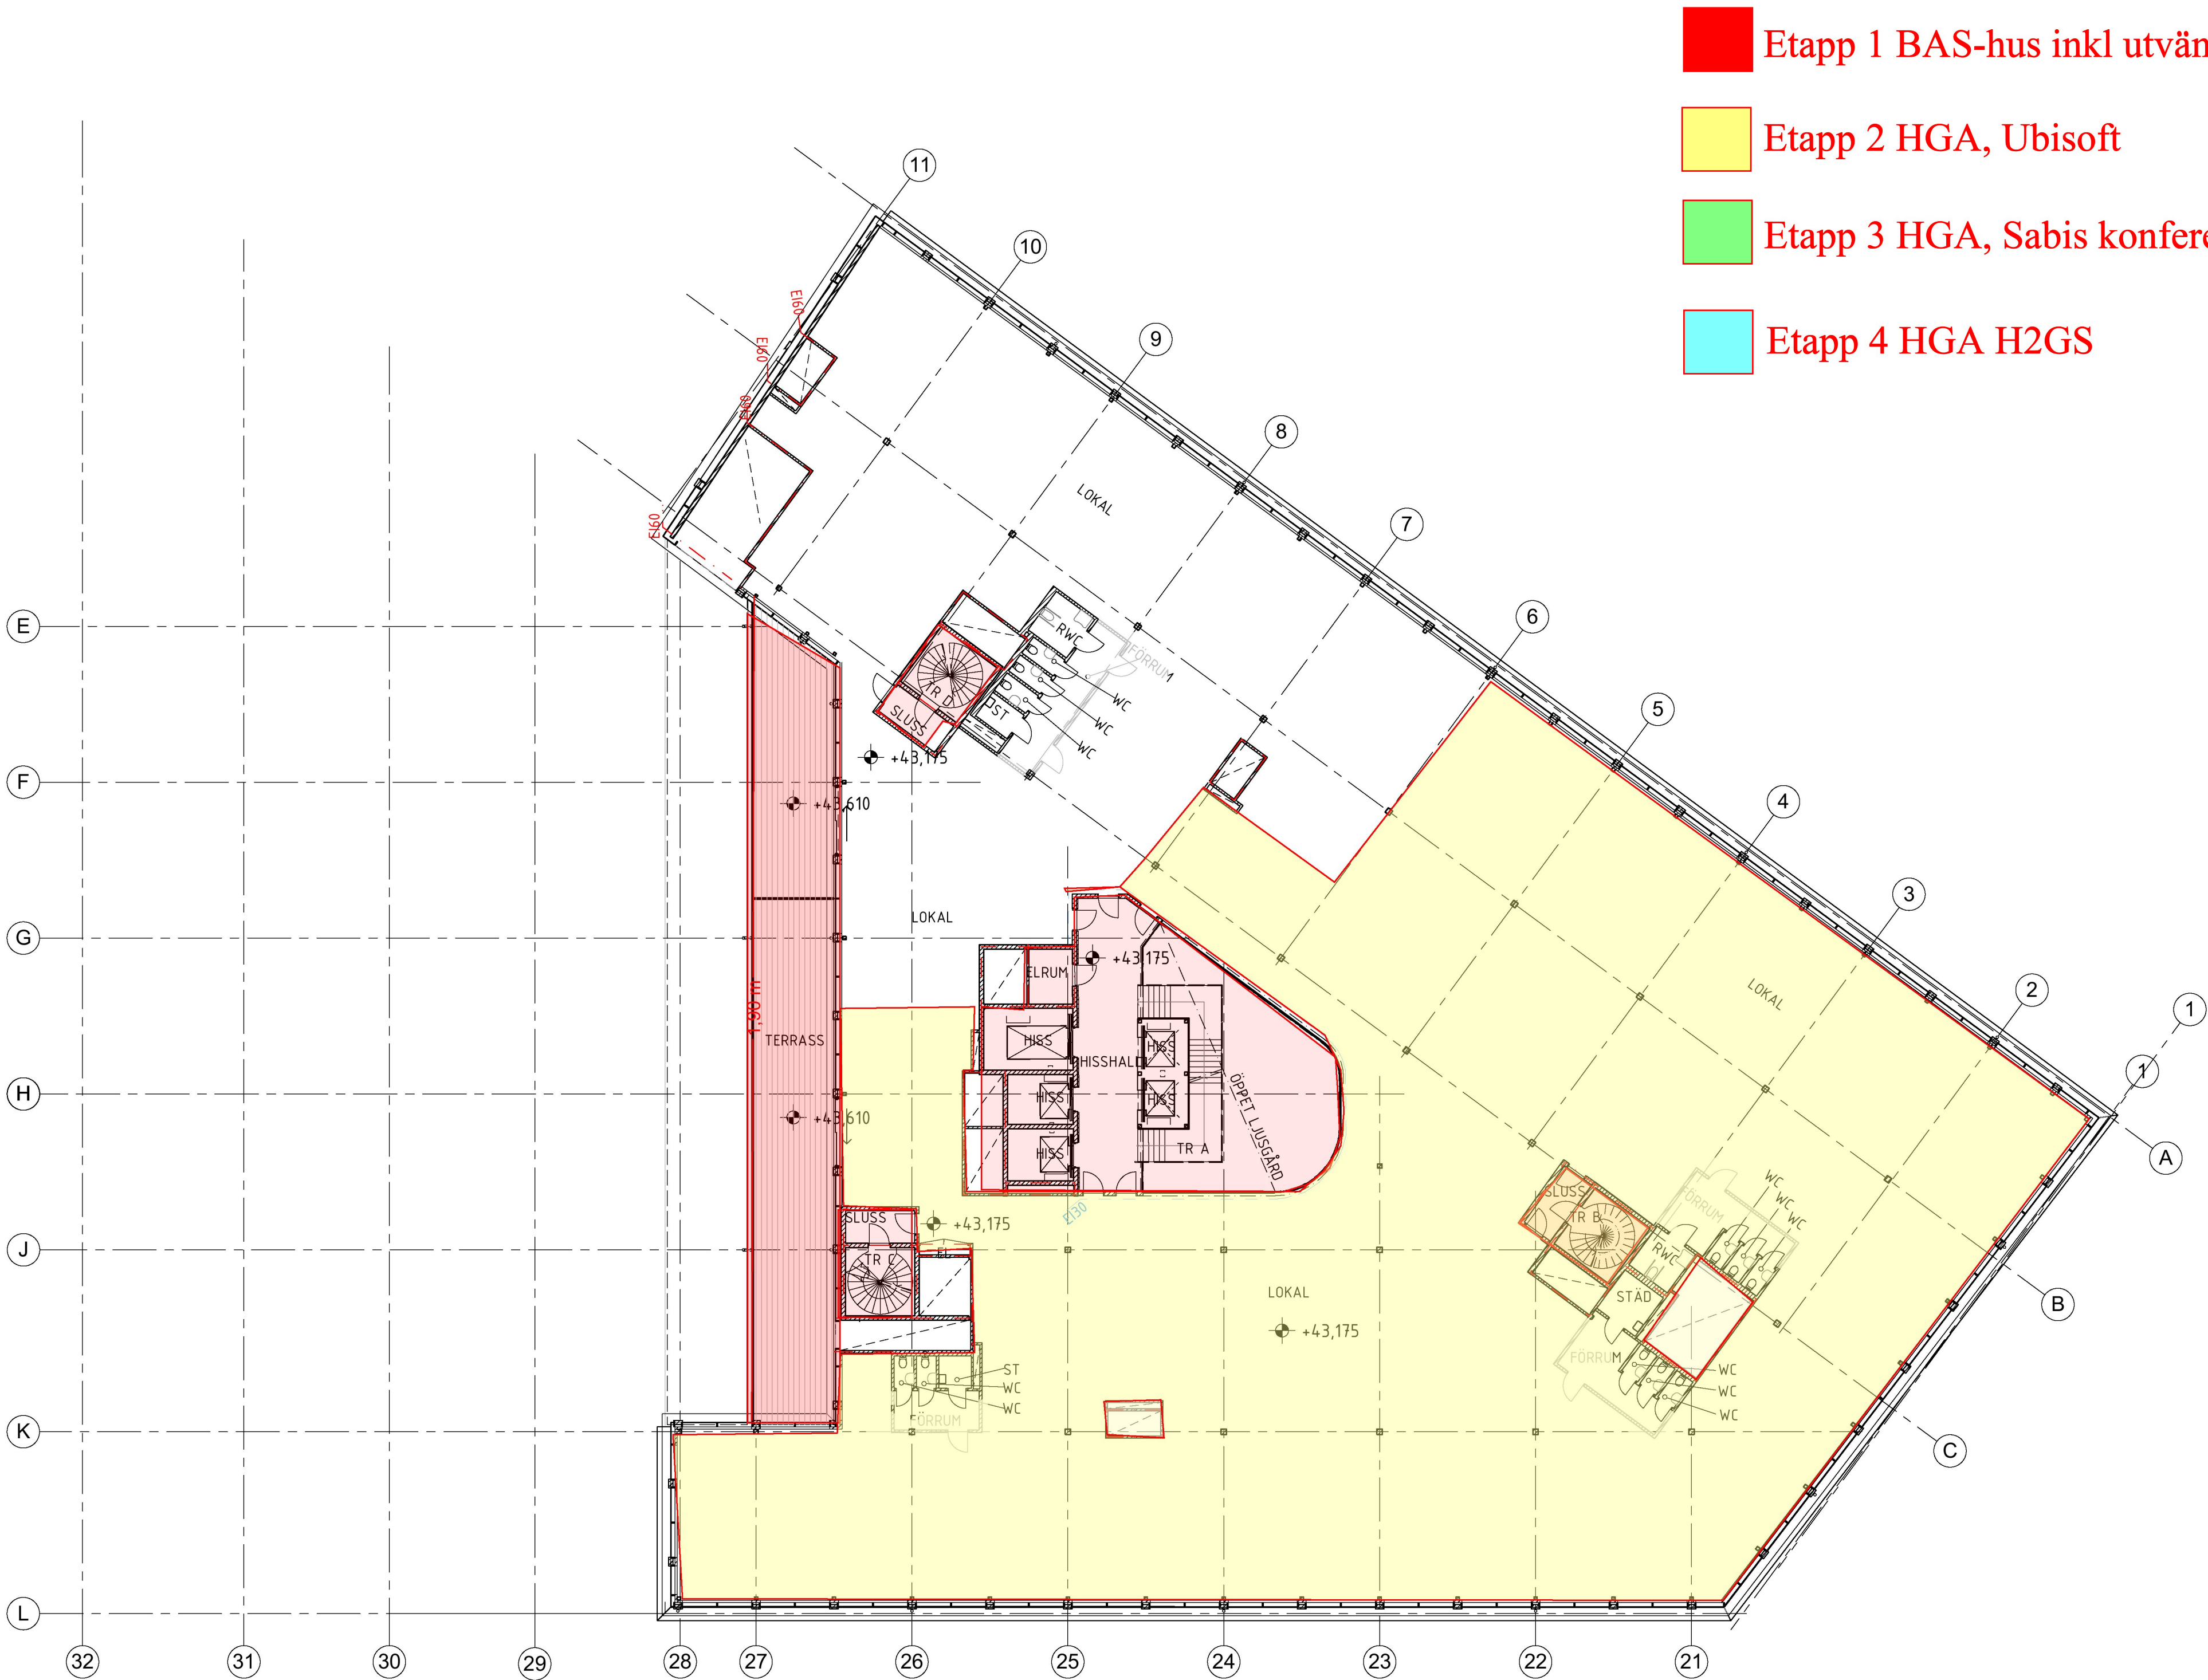 Etapp 1 BAS-hus inkl utvän
Etapp 2 HGA, Ubisoft
Etapp 3 HGA, Sabis konfere
Etapp 4 HGA H2GS
11
10
9
8
7
6
5
4
3
2
1
1
A
B
C
EI60
EI60
EI60
EI60
LOKAL
RWC
FÖRRUM
WC
WC
WC
ST
TR D
SLUSS
+43,175
+43,610
LOKAL
ELRUM
+43,175
HISS
HISSHALL
HISS
HISS
HISS
HISS
TR A
ÖPPET LJUSGÅRD
EI30
1,90 m
TERRASS
+43,610
SLUSS
+43,175
TR C
EL
ST
WC
WC
FÖRRUM
LOKAL
LOKAL
+43,175
SLUSS
TR B
FÖRRUM
WC
WC
WC
RWC
STÄD
FÖRRUM
WC
WC
WC
E
F
G
H
J
K
L
32
31
30
29
28
27
26
25
24
23
22
21